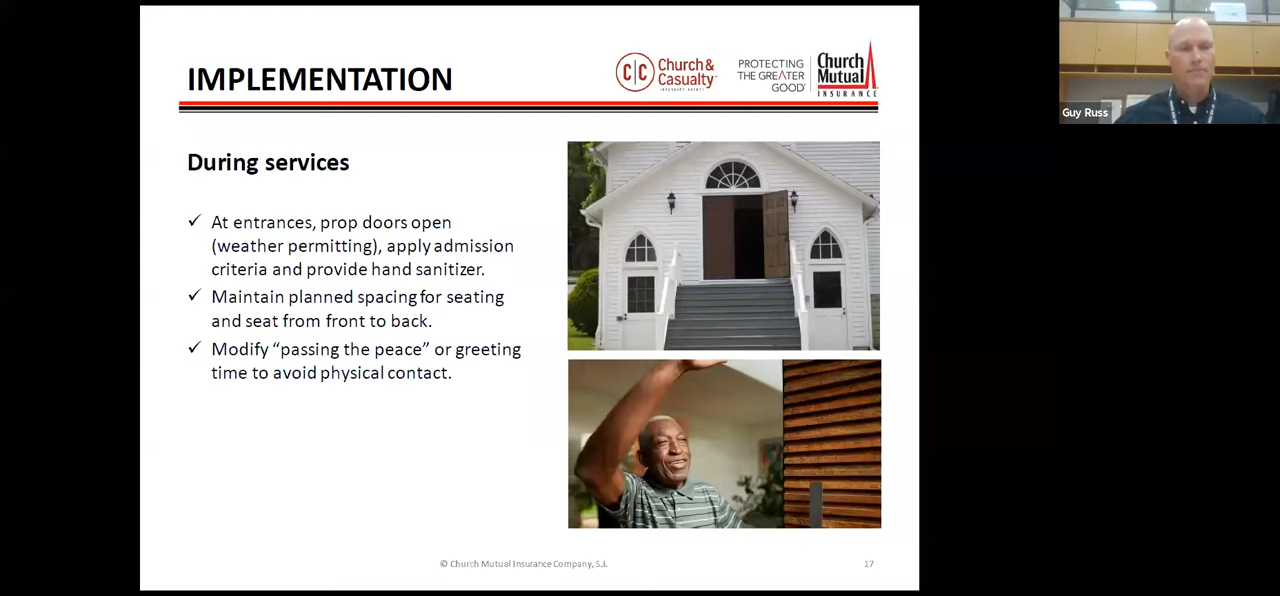 IMPLEMENTATION
C|C Church &
Casualty
INSURANCE AGENCY
PROTECTING
THE GREATER
GOOD
Church
Mutual
INSURANCE
Guy Russ
During services
✓ At entrances, prop doors open
(weather permitting), apply admission
criteria and provide hand sanitizer.
✓ Maintain planned spacing for seating
and seat from front to back.
✓ Modify “passing the peace” or greeting
time to avoid physical contact.
© Church Mutual Insurance Company, S.I.
17